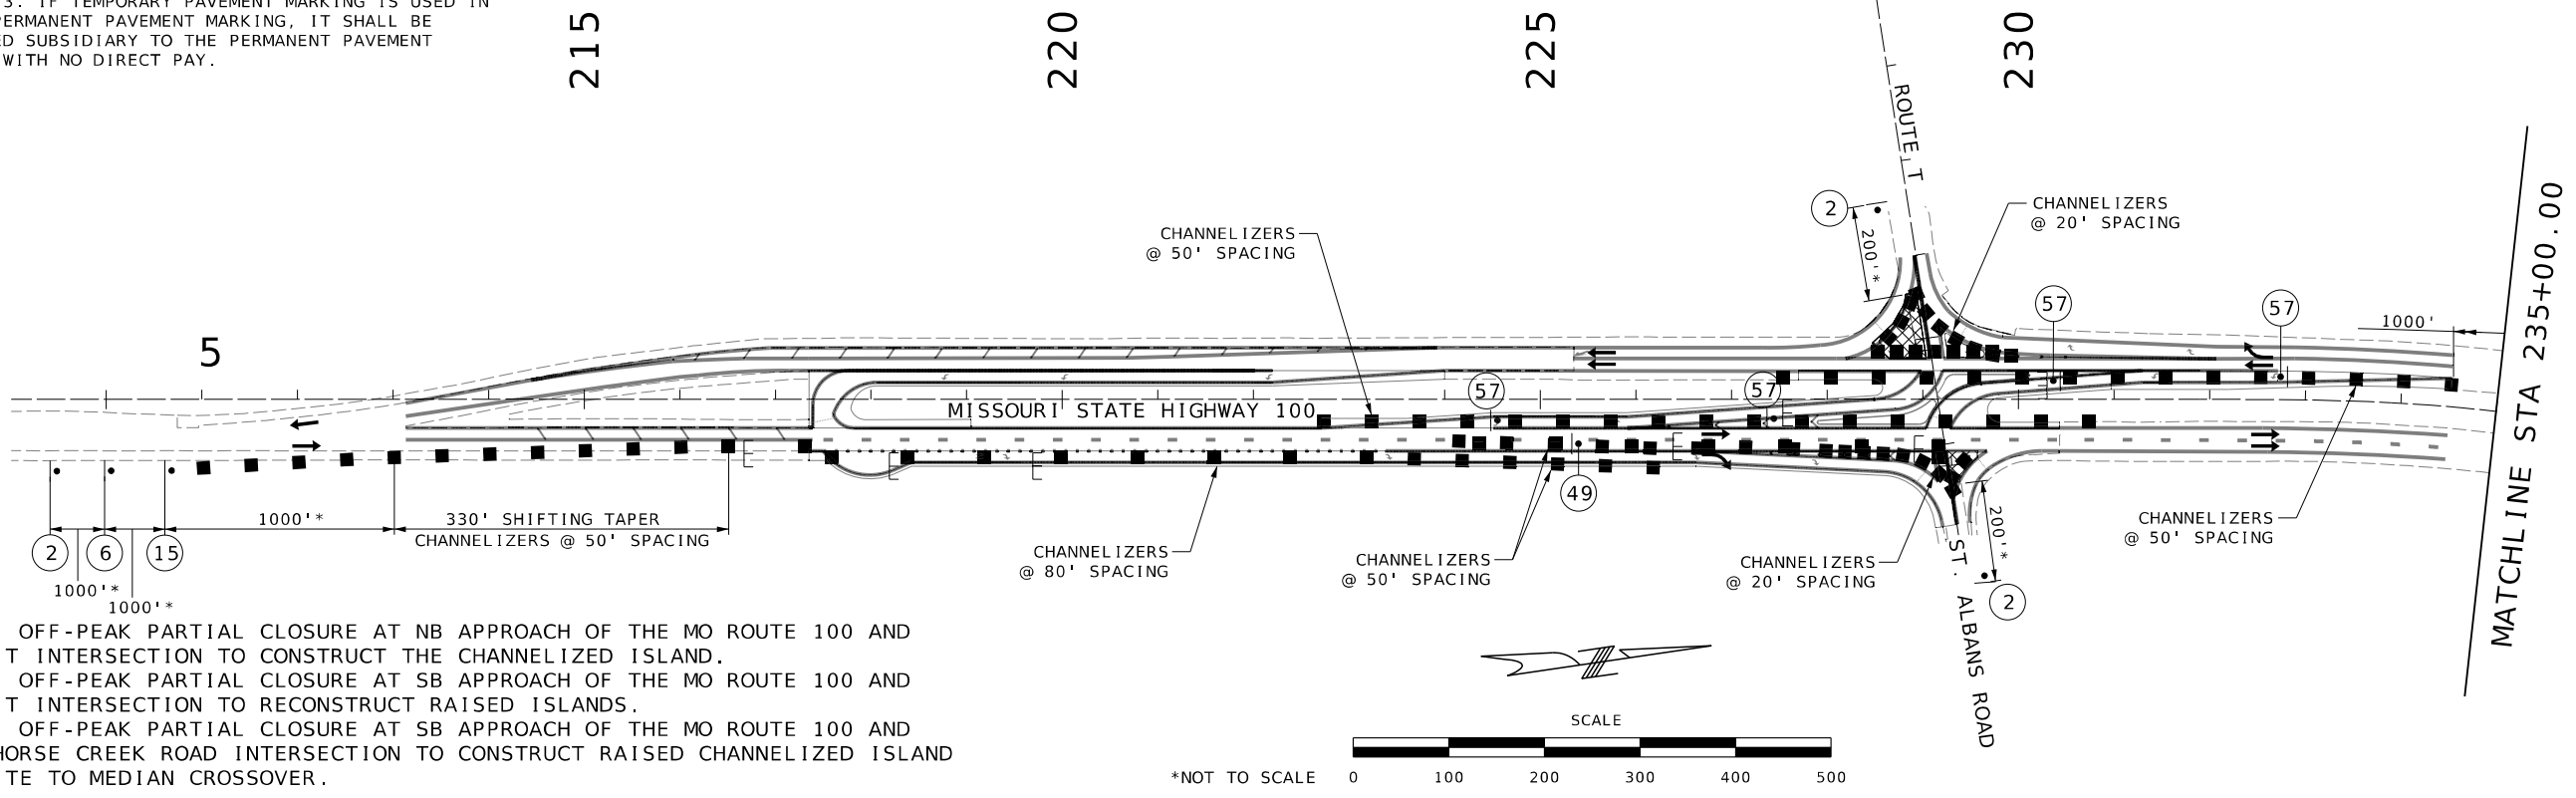 3. IF TEMPORARY PAVEMENT MARKING IS USED IN
PERMANENT PAVEMENT MARKING, IT SHALL BE
ED SUBSIDIARY TO THE PERMANENT PAVEMENT
WITH NO DIRECT PAY.
215
220
225
230
ROUTE T
2
200'*
CHANNELIZERS
@ 20' SPACING
CHANNELIZERS
@ 50' SPACING
57
57
1000'
5
57
57
MISSOURI STATE HIGHWAY 100
MATCHLINE STA 235+00.00
49
1000'*
330' SHIFTING TAPER
CHANNELIZERS @ 50' SPACING
2
6
15
1000'*
1000'*
CHANNELIZERS
@ 80' SPACING
CHANNELIZERS
@ 50' SPACING
CHANNELIZERS
@ 20' SPACING
200'*
2
CHANNELIZERS
@ 50' SPACING
ST. ALBANS ROAD
OFF-PEAK PARTIAL CLOSURE AT NB APPROACH OF THE MO ROUTE 100 AND
T INTERSECTION TO CONSTRUCT THE CHANNELIZED ISLAND.
OFF-PEAK PARTIAL CLOSURE AT SB APPROACH OF THE MO ROUTE 100 AND
T INTERSECTION TO RECONSTRUCT RAISED ISLANDS.
OFF-PEAK PARTIAL CLOSURE AT SB APPROACH OF THE MO ROUTE 100 AND
HORSE CREEK ROAD INTERSECTION TO CONSTRUCT RAISED CHANNELIZED ISLAND
TE TO MEDIAN CROSSOVER.
SCALE
*NOT TO SCALE
0 100 200 300 400 500